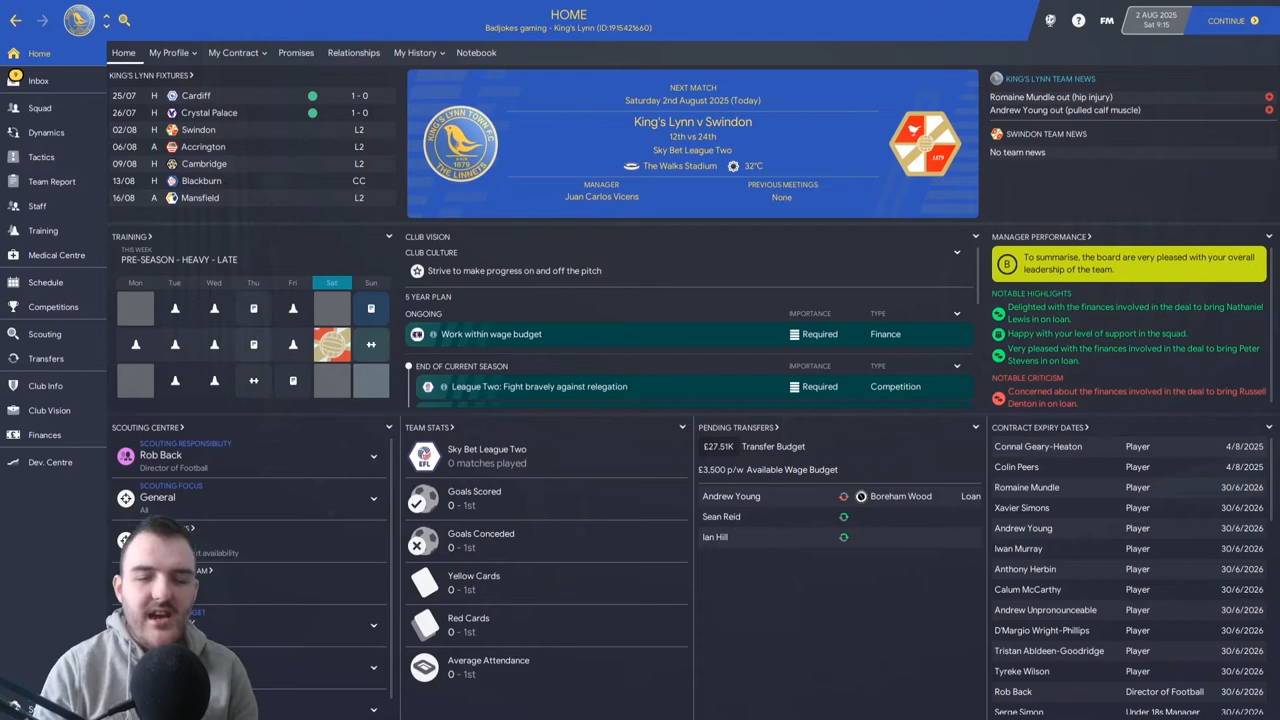 HOME
Badjokes gaming - King's Lynn (ID:1915421660)
FM
2 AUG 2025
Sat 9:15
CONTINUE
Home
Inbox
Squad
Dynamics
Tactics
Team Report
Staff
Training
Medical Centre
Schedule
Competitions
Scouting
Transfers
Club Info
Club Vision
Finances
Dev. Centre
Home
My Profile
My Contract
Promises
Relationships
My History
Notebook
KING'S LYNN FIXTURES
25/07 H Cardiff 1 - 0
26/07 H Crystal Palace 1 - 0
02/08 H Swindon L2
06/08 A Accrington L2
09/08 H Cambridge L2
13/08 H Blackburn CC
16/08 A Mansfield L2
NEXT MATCH
Saturday 2nd August 2025 (Today)
King's Lynn v Swindon
12th vs 24th
Sky Bet League Two
The Walks Stadium 32°C
MANAGER
Juan Carlos Vicens
PREVIOUS MEETINGS
None
KING'S LYNN TOWN FC
SINCE
1879
THE LINNETS
1879
KING'S LYNN TEAM NEWS
Romaine Mundle out (hip injury)
Andrew Young out (pulled calf muscle)
SWINDON TEAM NEWS
No team news
TRAINING
THIS WEEK
PRE-SEASON - HEAVY - LATE
Mon Tue Wed Thu Fri Sat Sun
CLUB VISION
CLUB CULTURE
Strive to make progress on and off the pitch
5 YEAR PLAN
ONGOING IMPORTANCE TYPE
Work within wage budget Required Finance
END OF CURRENT SEASON IMPORTANCE TYPE
League Two: Fight bravely against relegation Required Competition
MANAGER PERFORMANCE
B
To summarise, the board are very pleased with your overall
leadership of the team.
NOTABLE HIGHLIGHTS
Delighted with the finances involved in the deal to bring Nathaniel
Lewis in on loan.
Happy with your level of support in the squad.
Very pleased with the finances involved in the deal to bring Peter
Stevens in on loan.
NOTABLE CRITICISM
Concerned about the finances involved in the deal to bring Russell
Denton in on loan.
SCOUTING CENTRE
SCOUTING RESPONSIBILITY
Rob Back
Director of Football
SCOUTING FOCUS
General
All
availability
AM
TEAM STATS
EFL
Sky Bet League Two
0 matches played
Goals Scored
0 - 1st
Goals Conceded
0 - 1st
Yellow Cards
0 - 1st
Red Cards
0 - 1st
Average Attendance
0 - 1st
PENDING TRANSFERS
£27.51K Transfer Budget
£3,500 p/w Available Wage Budget
Andrew Young Boreham Wood Loan
Sean Reid
Ian Hill
CONTRACT EXPIRY DATES
Connal Geary-Heaton Player 4/8/2025
Colin Peers Player 4/8/2025
Romaine Mundle Player 30/6/2026
Xavier Simons Player 30/6/2026
Andrew Young Player 30/6/2026
Iwan Murray Player 30/6/2026
Anthony Herbin Player 30/6/2026
Calum McCarthy Player 30/6/2026
Andrew Unpronounceable Player 30/6/2026
D'Margio Wright-Phillips Player 30/6/2026
Tristan Abldeen-Goodridge Player 30/6/2026
Tyreke Wilson Player 30/6/2026
Rob Back Director of Football 30/6/2026
Serge Simon Under 18s Manager 30/6/2026